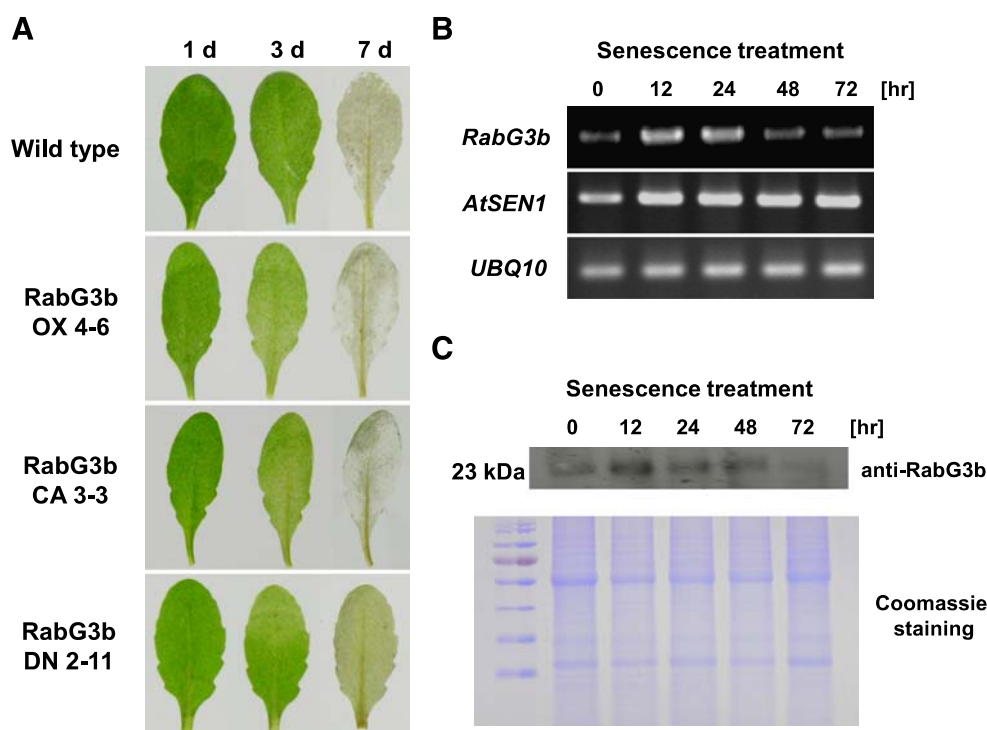 A
1 d 3 d 7 d
Wild type
RabG3b
OX 4-6
RabG3b
CA 3-3
RabG3b
DN 2-11
B
Senescence treatment
0 12 24 48 72 [hr]
RabG3b
AtSEN1
UBQ10
C
Senescence treatment
0 12 24 48 72 [hr]
23 kDa anti-RabG3b
Coomassie
staining